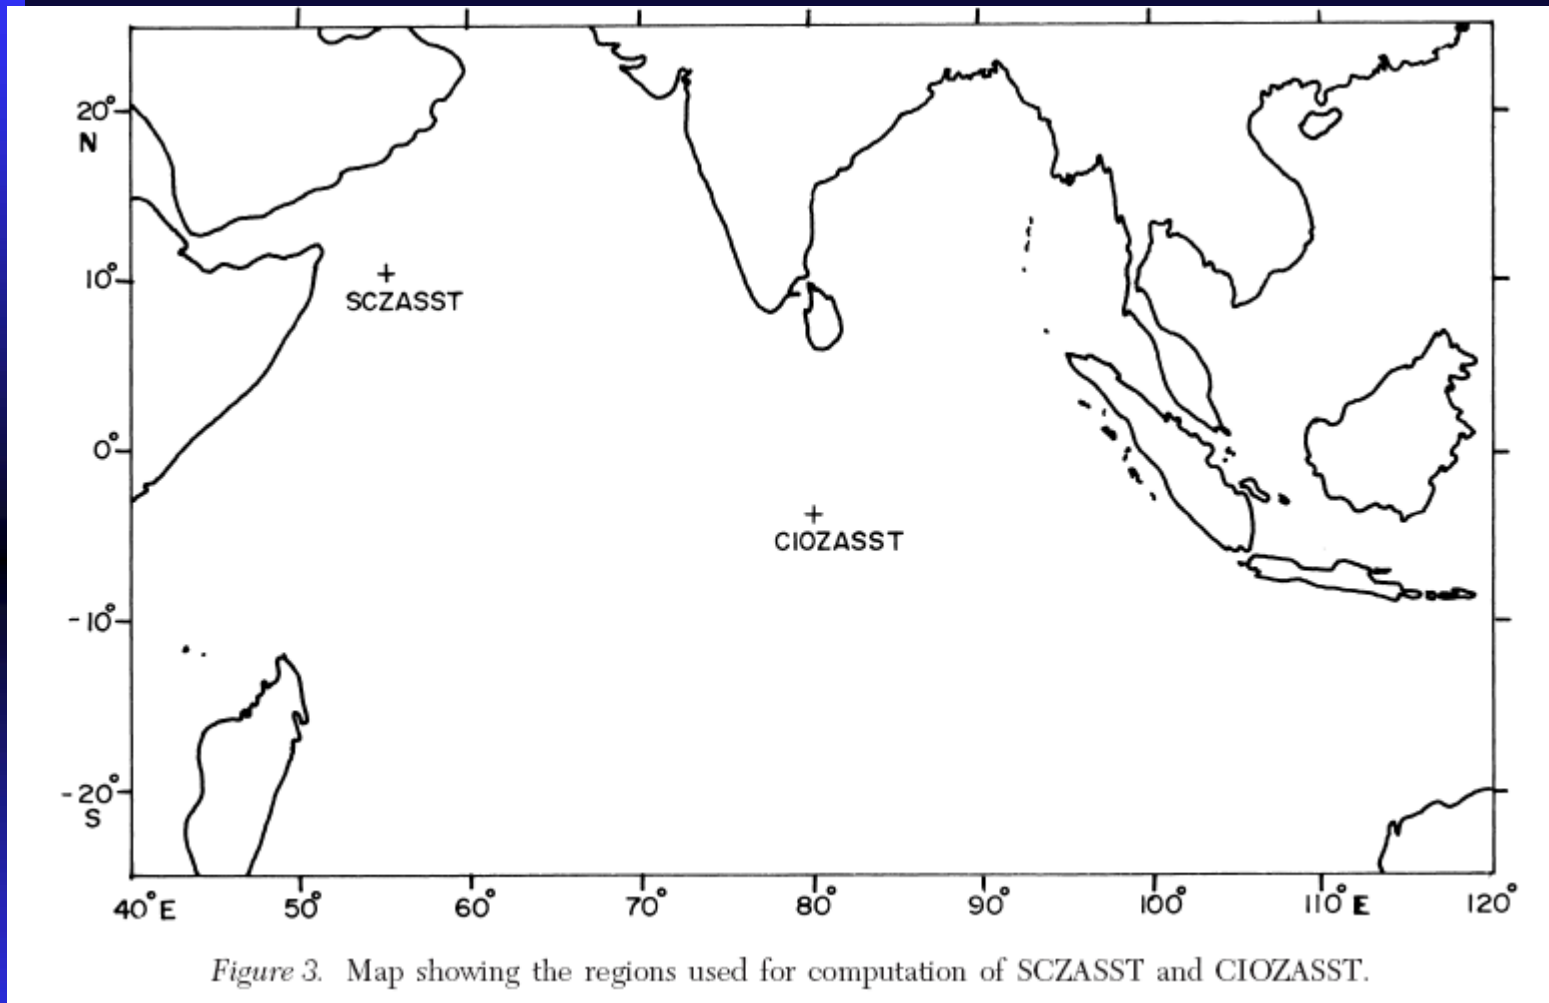 20°
N
10°
SCZASST
0°
CIOZASST
-10°
-20°
S
40°E 50° 60° 70° 80° 90° 100° 110°E 120°
Figure 3. Map showing the regions used for computation of SCZASST and CIOZASST.